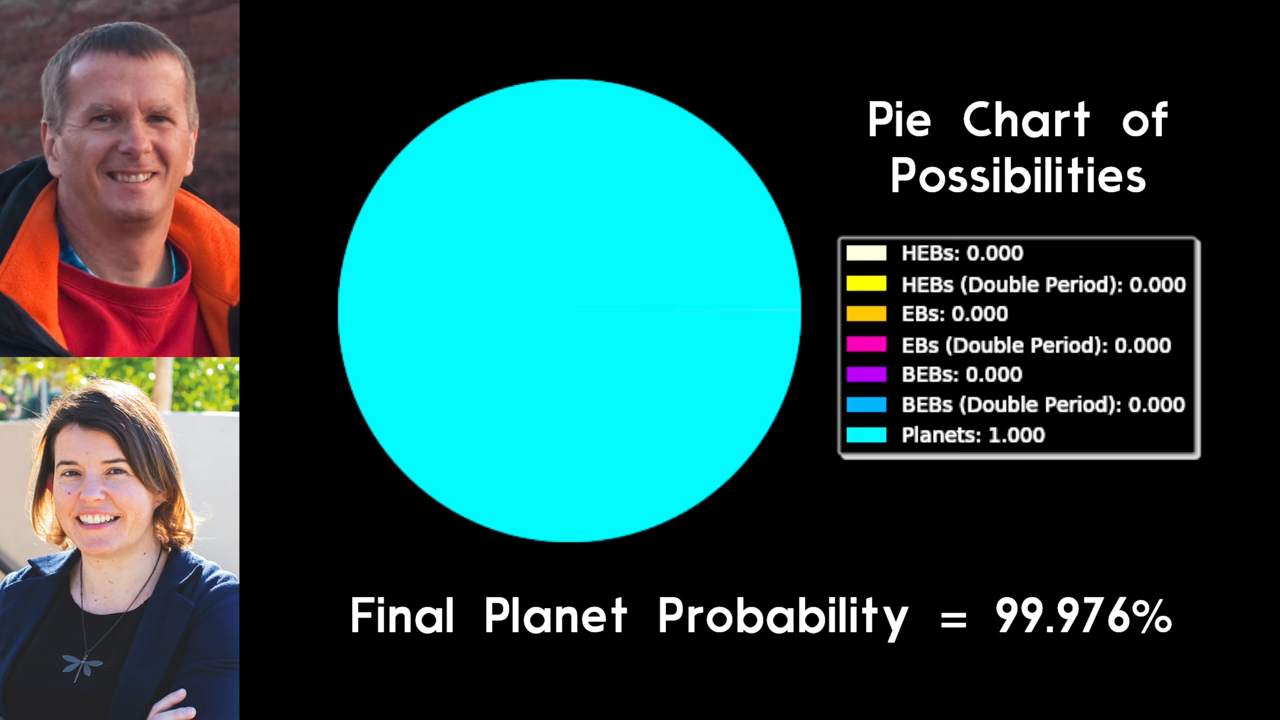 Pie Chart of
Possibilities
HEBs: 0.000
HEBs (Double Period): 0.000
EBs: 0.000
EBs (Double Period): 0.000
BEBs: 0.000
BEBs (Double Period): 0.000
Planets: 1.000
Final Planet Probability = 99.976%